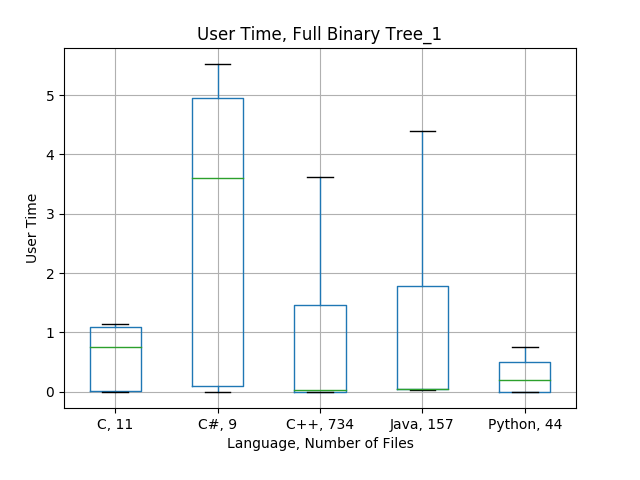 User Time, Full Binary Tree_1
User Time
5
4
3
2
1
0
C, 11
C#, 9
C++, 734
Java, 157
Python, 44
Language, Number of Files